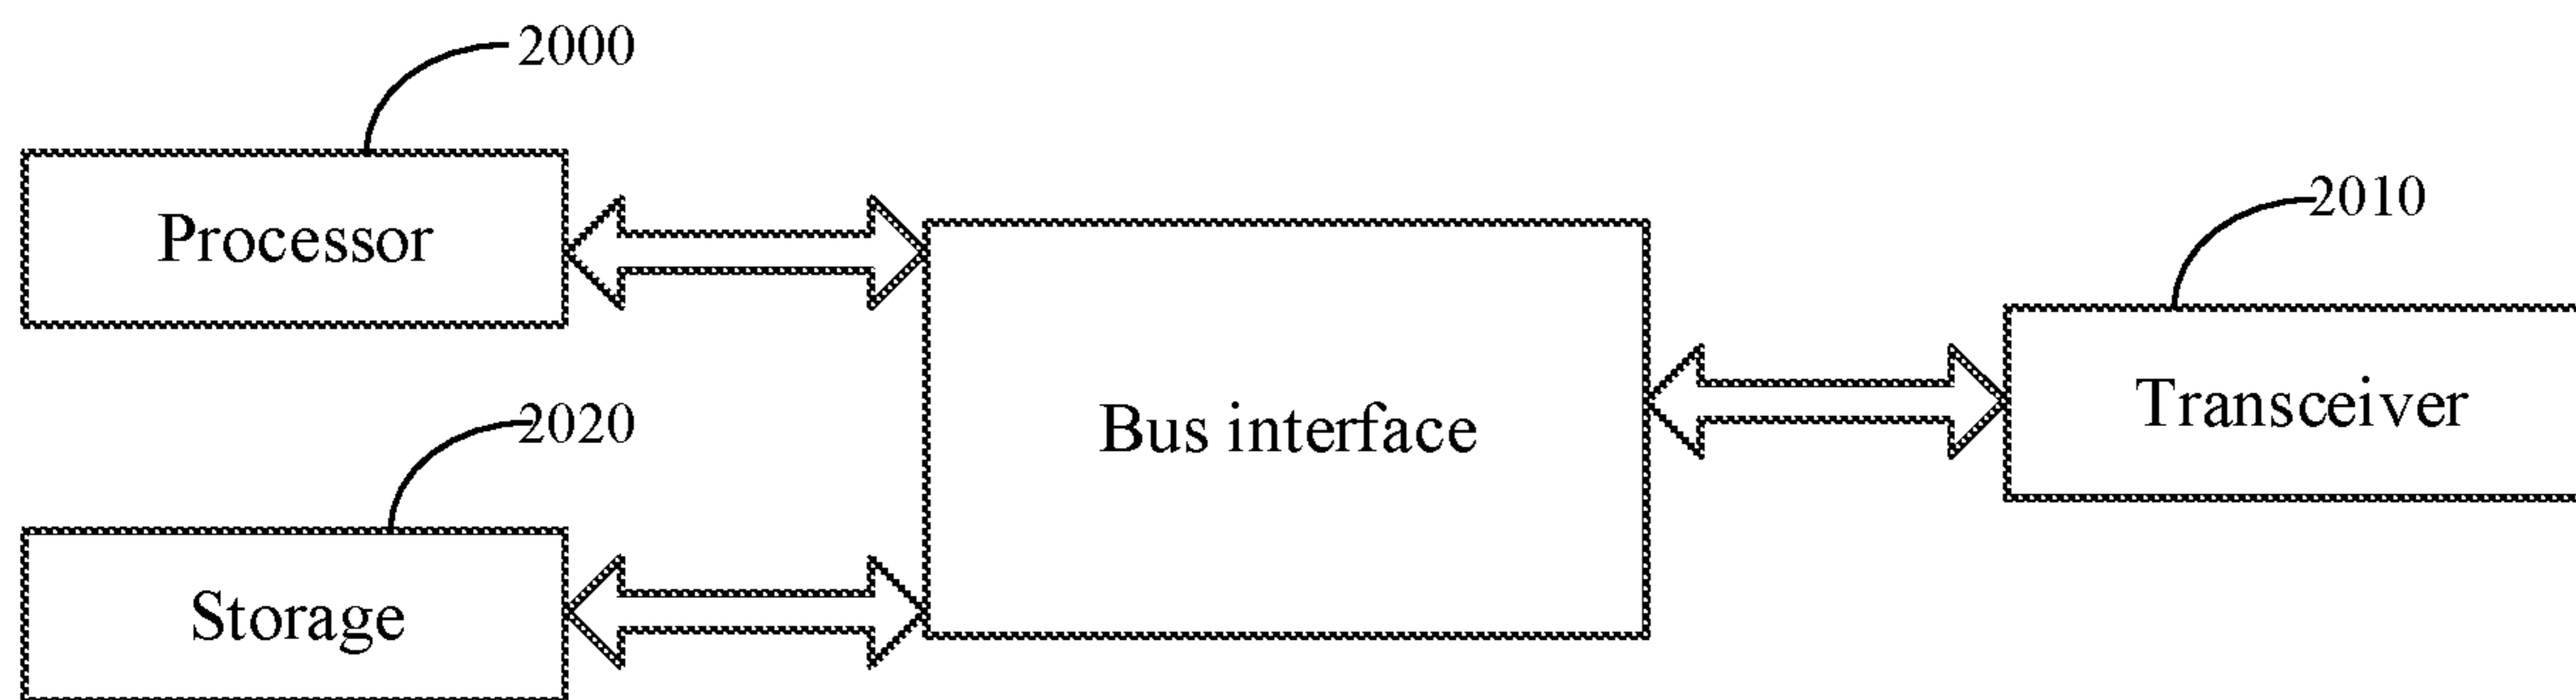 2000
Processor
2010
Bus interface
Transceiver
2020
Storage